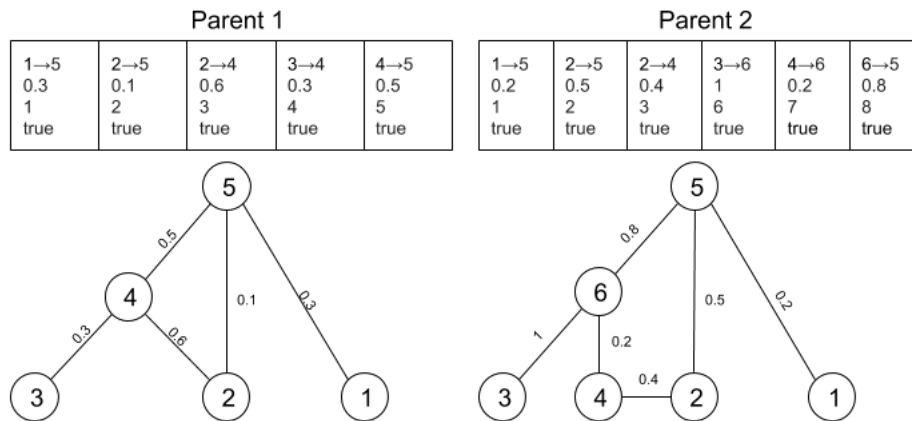 Parent 1
1→5 2→5 2→4 3→4 4→5
0.3 0.1 0.6 0.3 0.5
1 2 3 4 5
true true true true true
5
0.5
0.1
0.3
4
0.3
0.6
3 2 1
Parent 2
1→5 2→5 2→4 3→6 4→6 6→5
0.2 0.5 0.4 1 0.2 0.8
1 2 3 6 7 8
true true true true true true
5
0.8
0.5
0.2
6
1
0.2
0.4
3 4 2 1